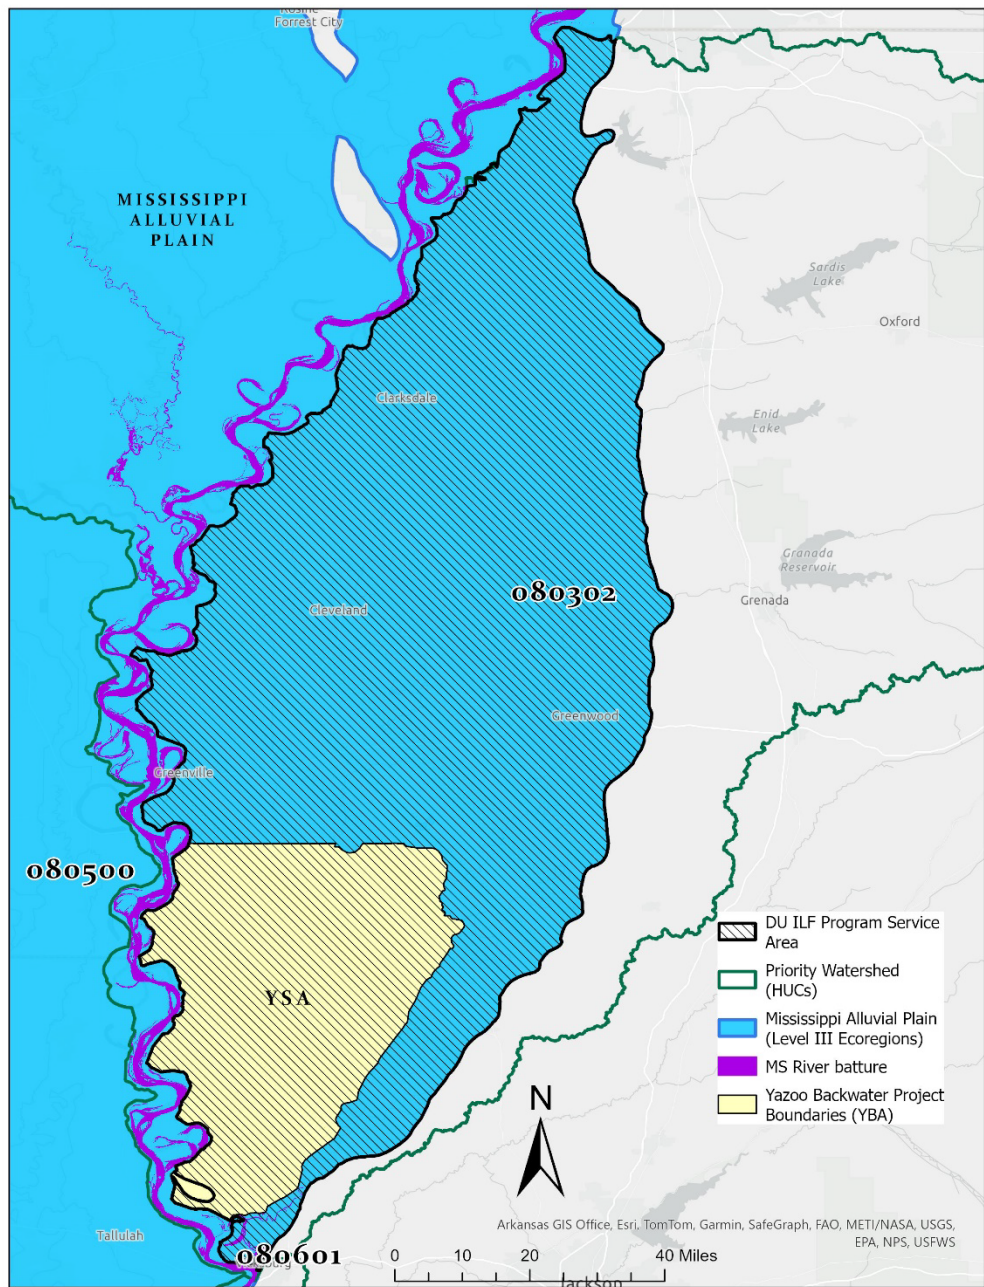 Forrest City
MISSISSIPPI
ALLUVIAL
PLAIN
Sardis
Lake
Oxford
Clarksdale
Enid
Lake
Granada
Reservoir
080302
Grenada
Cleveland
Greenwood
Greenville
080500
DU ILF Program Service
Area
Priority Watershed
(HUCs)
YSA
Mississippi Alluvial Plain
(Level III Ecoregions)
MS River batture
Yazoo Backwater Project
Boundaries (YBA)
N
Tallulah
Arkansas GIS Office, Esri, TomTom, Garmin, SafeGraph, FAO, METI/NASA, USGS,
EPA, NPS, USFWS
080601
0 10 20 40 Miles
Jackson